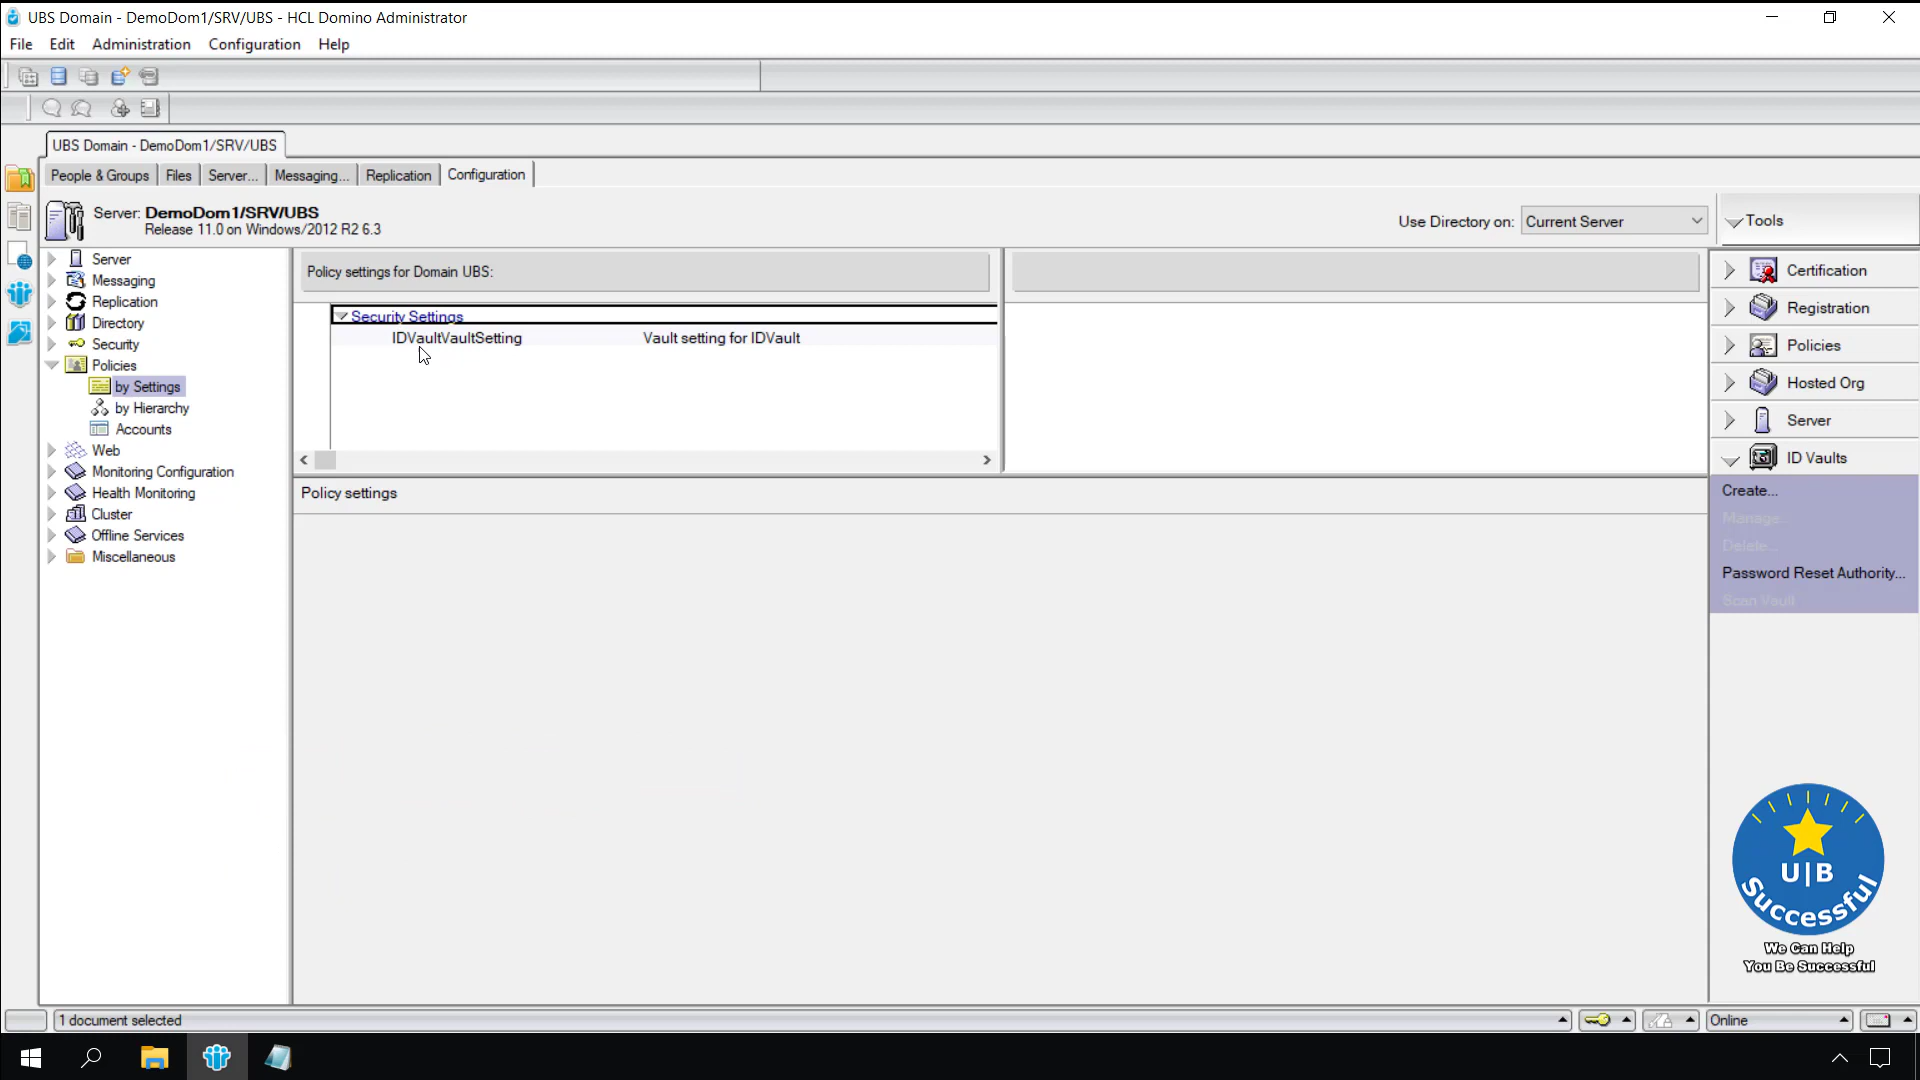 UBS Domain - DemoDom1/SRV/UBS - HCL Domino Administrator
File Edit Administration Configuration Help
UBS Domain - DemoDom1/SRV/UBS
People & Groups Files Server... Messaging... Replication Configuration
Server: DemoDom1/SRV/UBS
Release 11.0 on Windows/2012 R2 6.3
Use Directory on: Current Server
Tools
Server
Messaging
Replication
Directory
Security
Policies
by Settings
by Hierarchy
Accounts
Web
Monitoring Configuration
Health Monitoring
Cluster
Offline Services
Miscellaneous
Policy settings for Domain UBS:
Security Settings
IDVaultVaultSetting Vault setting for IDVault
Policy settings
Certification
Registration
Policies
Hosted Org
Server
ID Vaults
Create...
Manage...
Delete...
Password Reset Authority...
Scan Vault
U|B
Successful
We Can Help
You Be Successful
1 document selected
Online